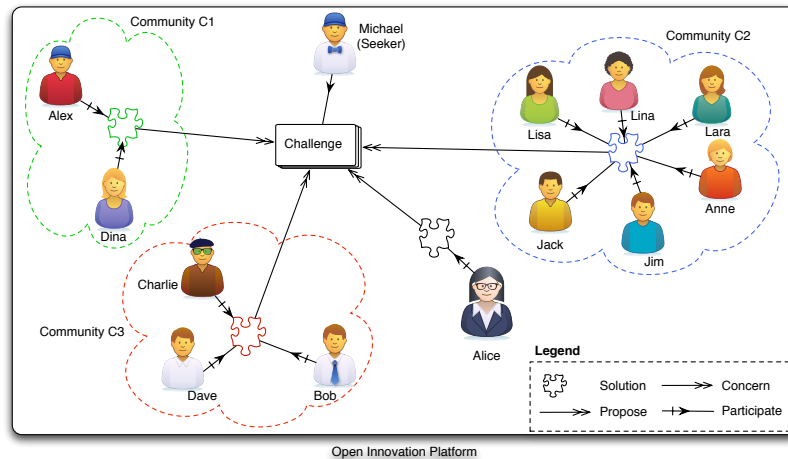 Community C1
Michael
(Seeker)
Community C2
Alex
Lisa
Lina
Lara
Challenge
Dina
Jack
Jim
Anne
Charlie
Community C3
Dave
Bob
Alice
Legend
Solution
Concern
Propose
Participate
Open Innovation Platform